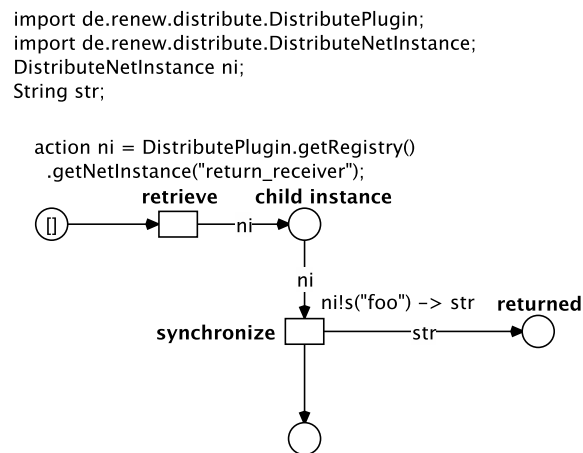 import de.renew.distribute.DistributePlugin;
import de.renew.distribute.DistributeNetInstance;
DistributeNetInstance ni;
String str;
action ni = DistributePlugin.getRegistry()
.getNetInstance("return_receiver");
retrieve
child instance
[]
ni
ni
ni!s("foo") -> str
returned
synchronize
str